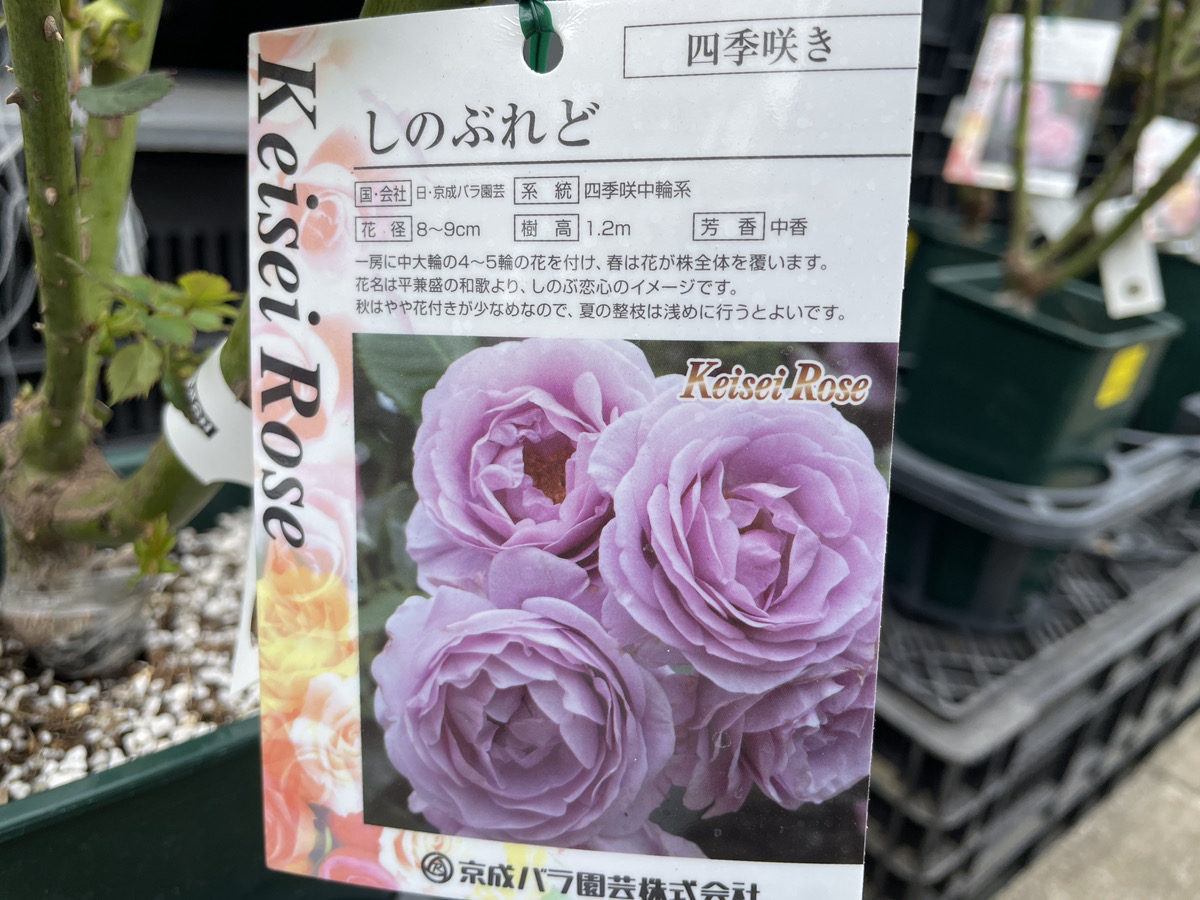 四季咲き
しのぶれど
国・会社 日・京成バラ園芸 系 統 四季咲中輪系
花 径 8〜9cm 樹 高 1.2m 芳 香 中香
一房に中大輪の4〜5輪の花を付け、春は花が株全体を覆います。
花名は平兼盛の和歌より、しのぶ恋心のイメージです。
秋はやや花付きが少なめなので、夏の整枝は浅めに行うとよいです。
Keisei Rose
Keisei Rose
京成バラ園芸株式会社